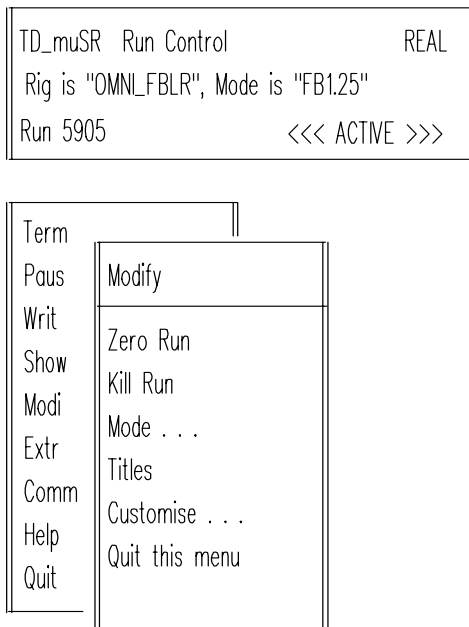 TD_muSR Run Control REAL
Rig is "OMNI_FBLR", Mode is "FB1.25"
Run 5905 <<< ACTIVE >>>
Term
Paus
Writ
Show
Modi
Extr
Comm
Help
Quit
Modify
Zero Run
Kill Run
Mode . . .
Titles
Customise . . .
Quit this menu